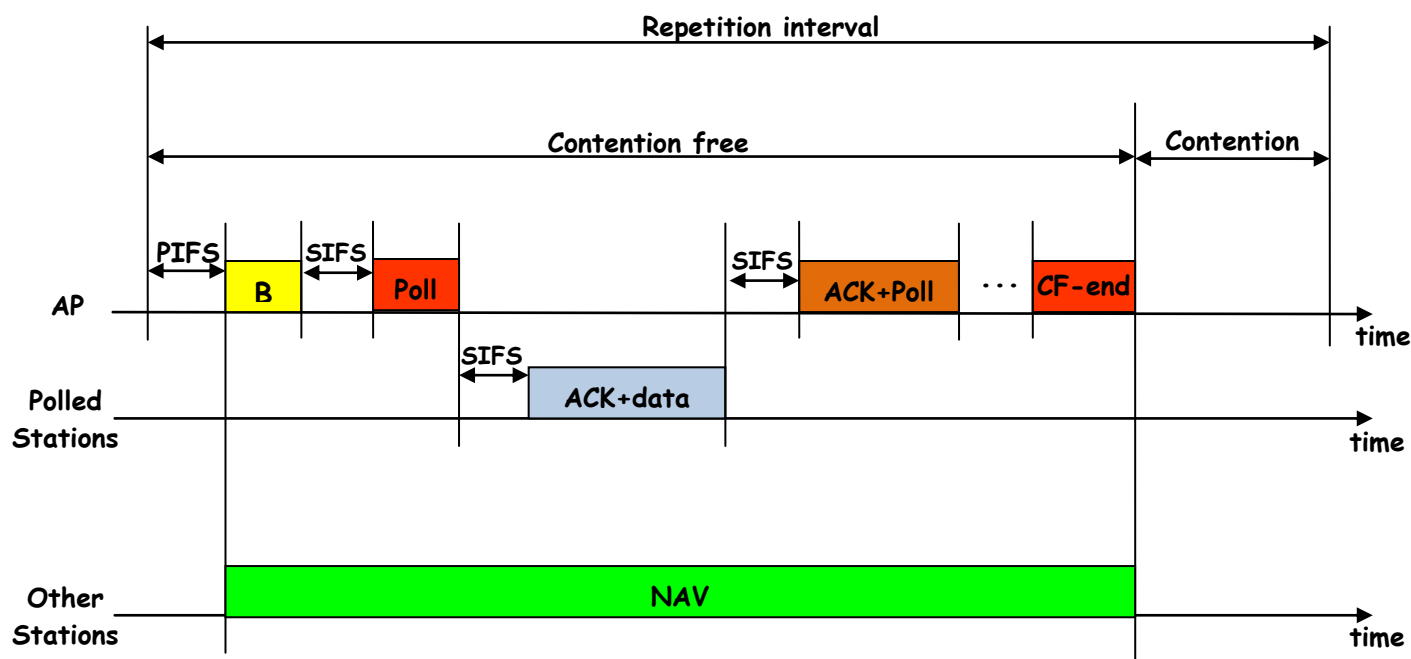 Repetition interval
Contention free
Contention
PIFS
SIFS
SIFS
B
Poll
ACK+Poll
...
CF-end
AP
time
SIFS
ACK+data
Polled
Stations
time
NAV
Other
Stations
time